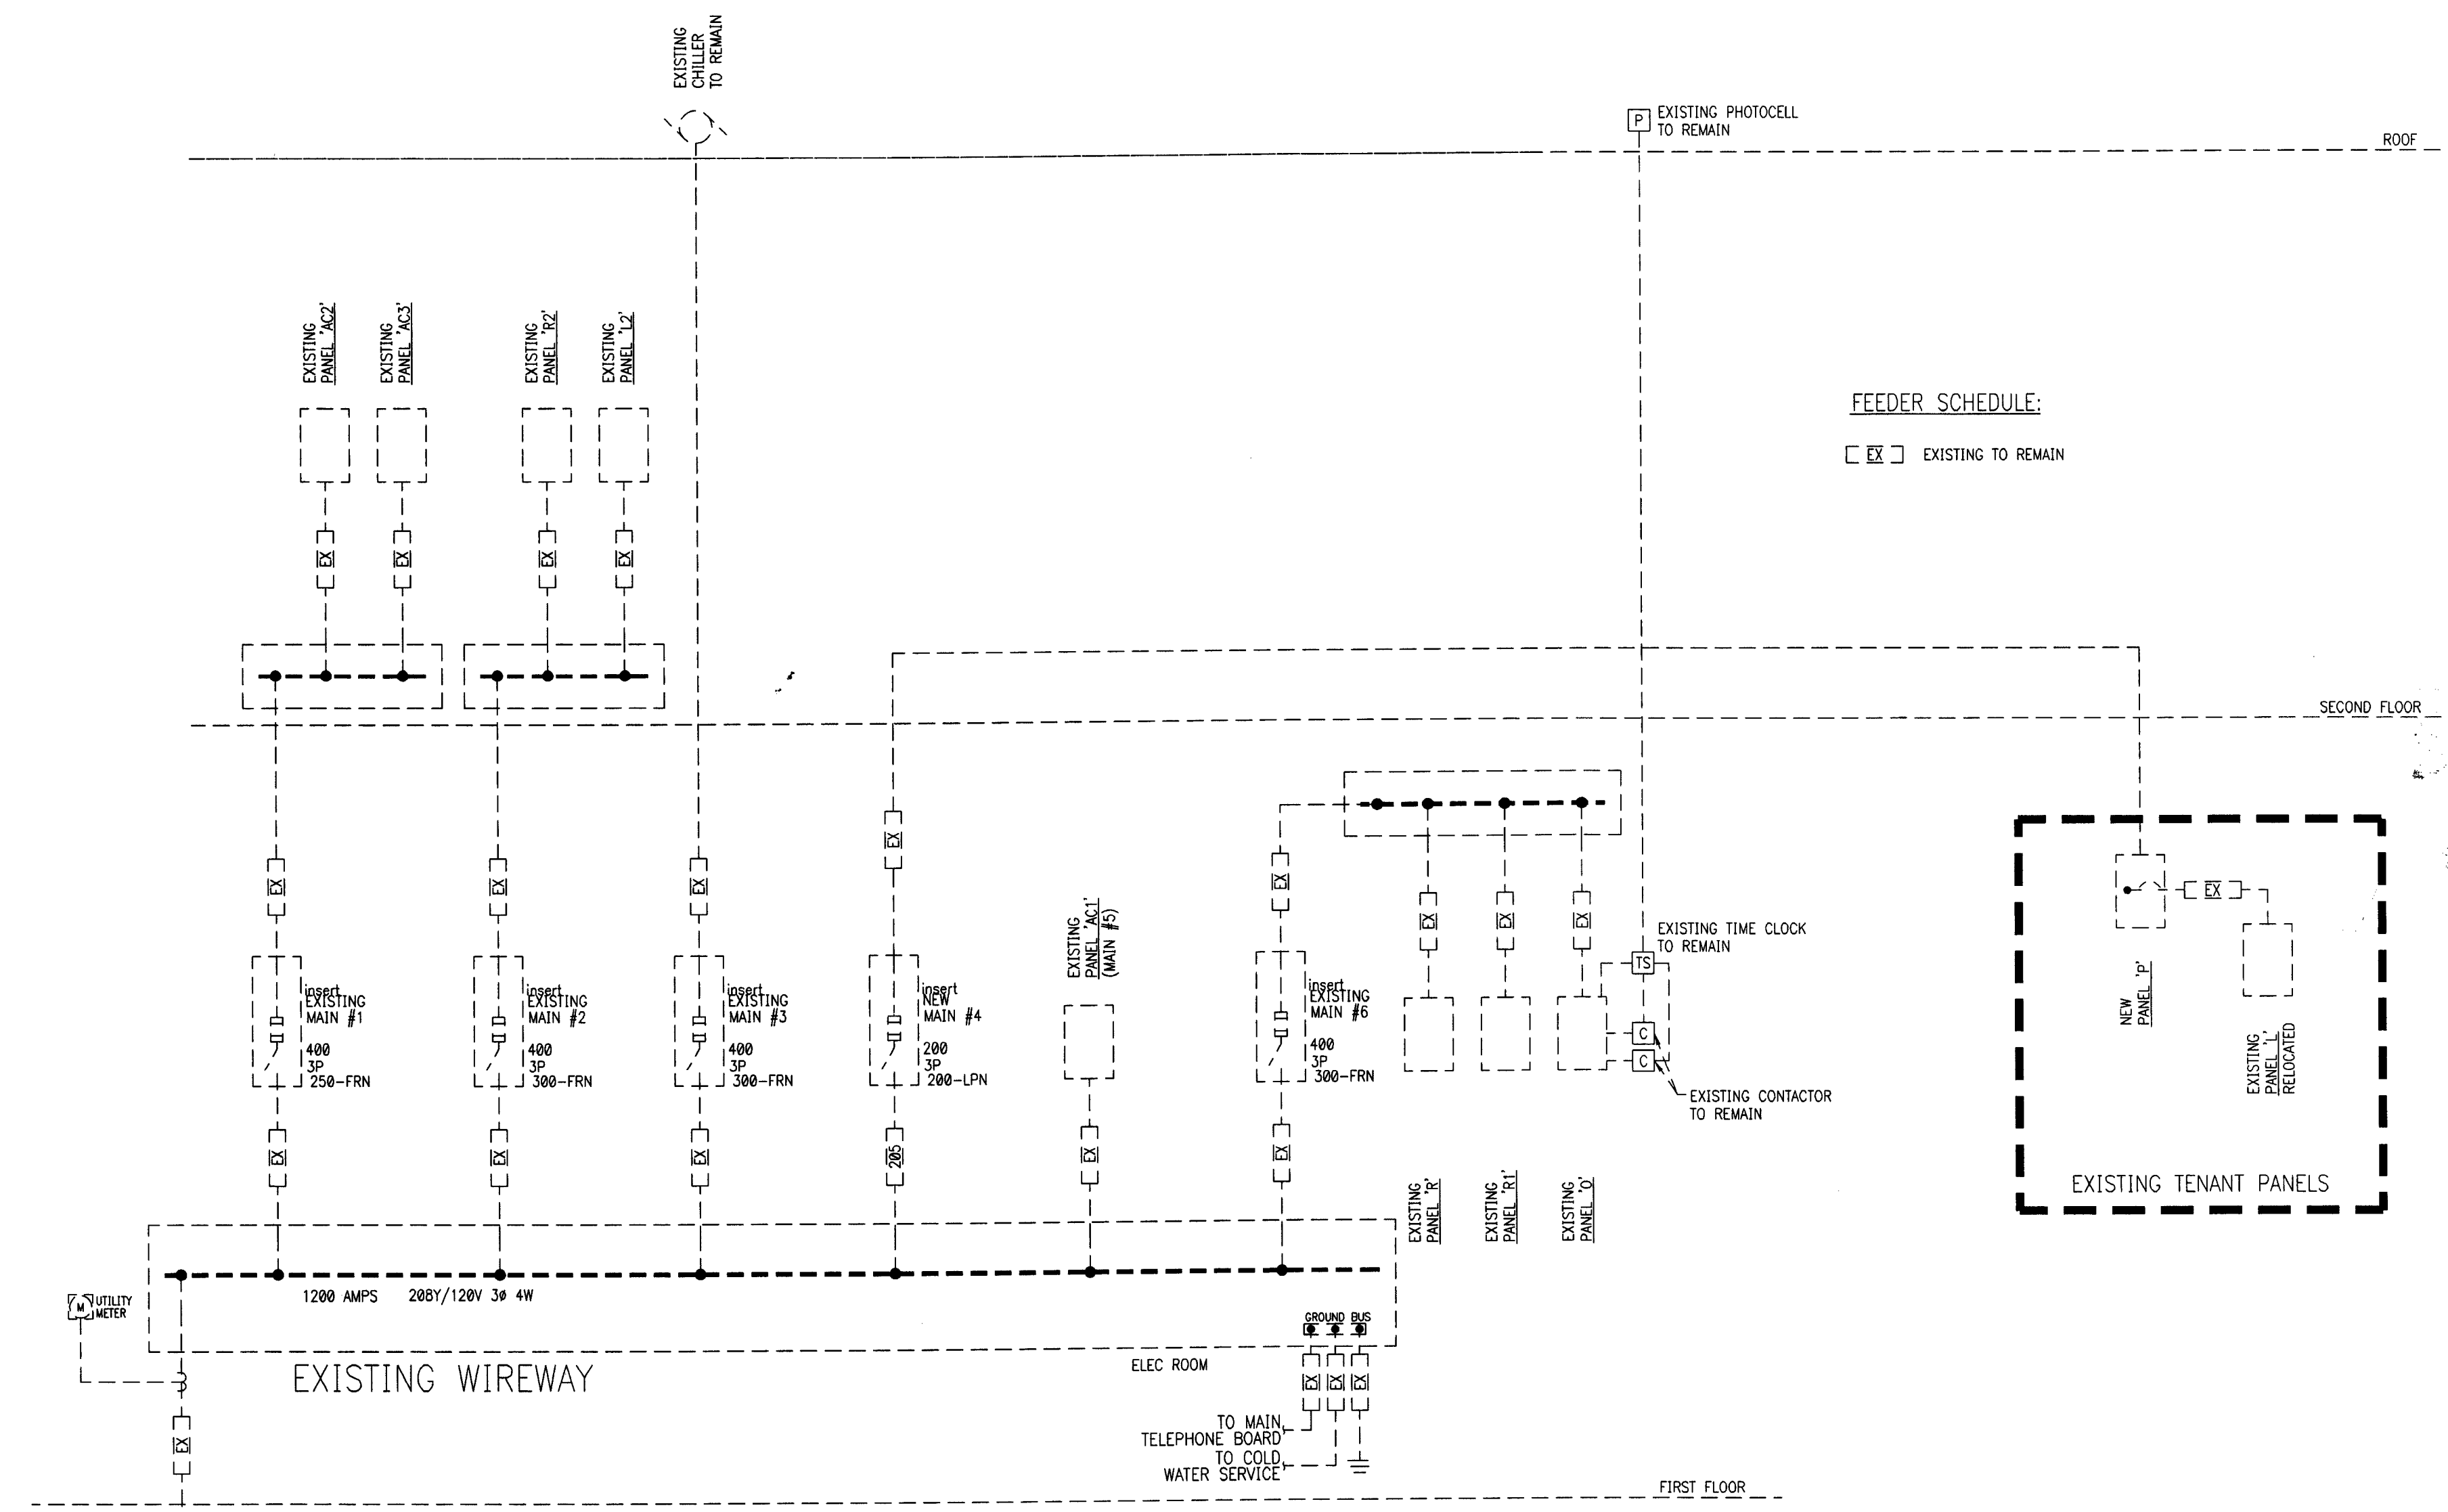 EXISTING
CHILLER
TO REMAIN
P
EXISTING PHOTOCELL
TO REMAIN
ROOF
EXISTING
PANEL 'AC2'
EXISTING
PANEL 'AC3'
EXISTING
PANEL 'R2'
EXISTING
PANEL 'L2'
FEEDER SCHEDULE:
EX EXISTING TO REMAIN
EX
EX
EX
EX
SECOND FLOOR
EX
EX
EX
EX
EX
EX
EX
EX
EX
EXISTING
PANEL 'AC1'
(MAIN #5)
EXISTING TIME CLOCK
TO REMAIN
TS
C
C
EXISTING CONTACTOR
TO REMAIN
insert
EXISTING
MAIN #1
400
3P
250-FRN
insert
EXISTING
MAIN #2
400
3P
300-FRN
insert
EXISTING
MAIN #3
400
3P
300-FRN
insert
NEW
MAIN #4
200
3P
200-LPN
insert
EXISTING
MAIN #6
400
3P
300-FRN
NEW
PANEL 'P'
EXISTING
PANEL 'L'
RELOCATED
EXISTING TENANT PANELS
EX
EX
EX
205
EX
EX
EXISTING
PANEL 'R'
EXISTING
PANEL 'R1'
EXISTING
PANEL 'O'
M
UTILITY
METER
1200 AMPS 208Y/120V 3ø 4W
GROUND BUS
EXISTING WIREWAY
ELEC ROOM
EX
EX
EX
EX
TO MAIN
TELEPHONE BOARD
TO COLD
WATER SERVICE
FIRST FLOOR